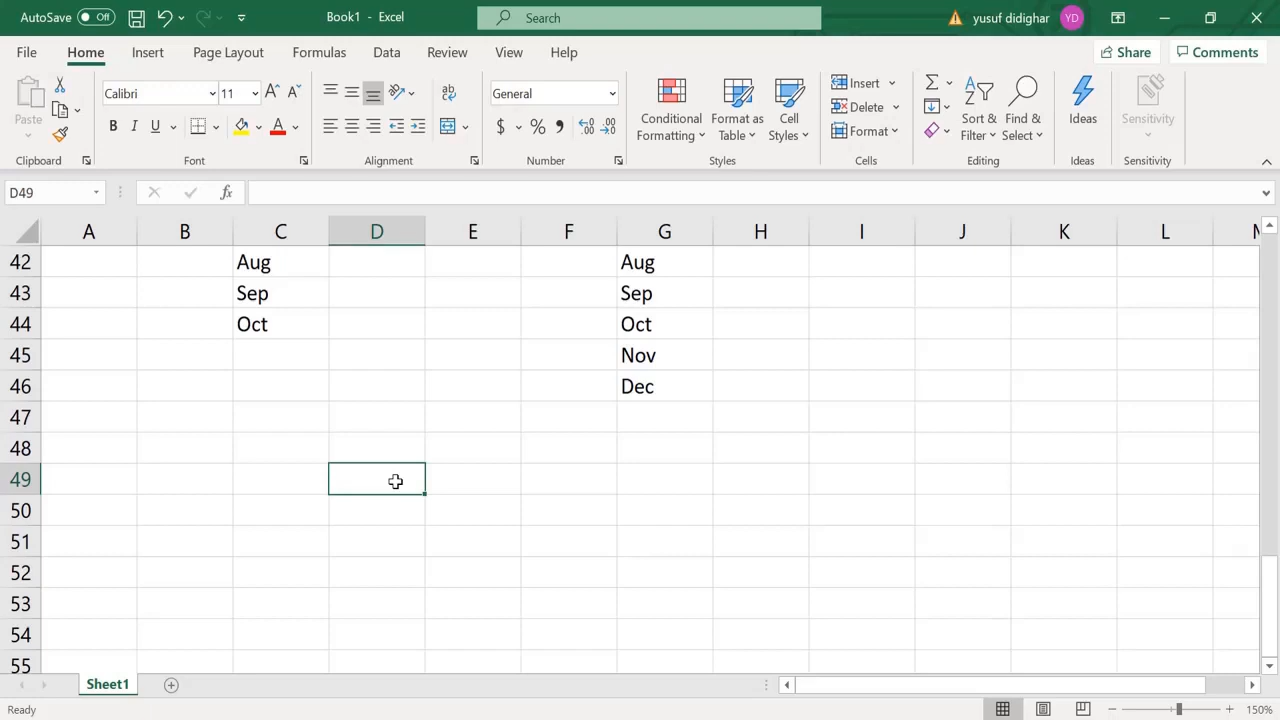 AutoSave Off Book1 - Excel Search yusuf didighar YD
File Home Insert Page Layout Formulas Data Review View Help Share Comments
Paste Calibri 11 A A ab General Conditional Formatting Format as Table Cell Styles Insert Delete Format Sort & Filter Find & Select Ideas Sensitivity
B I U A $ % ,
Clipboard Font Alignment Number Styles Cells Editing Ideas Sensitivity
D49 fx
A B C D E F G H I J K L M
42 Aug Aug
43 Sep Sep
44 Oct Oct
45 Nov
46 Dec
47
48
49
50
51
52
53
54
55
Sheet1
Ready 150%